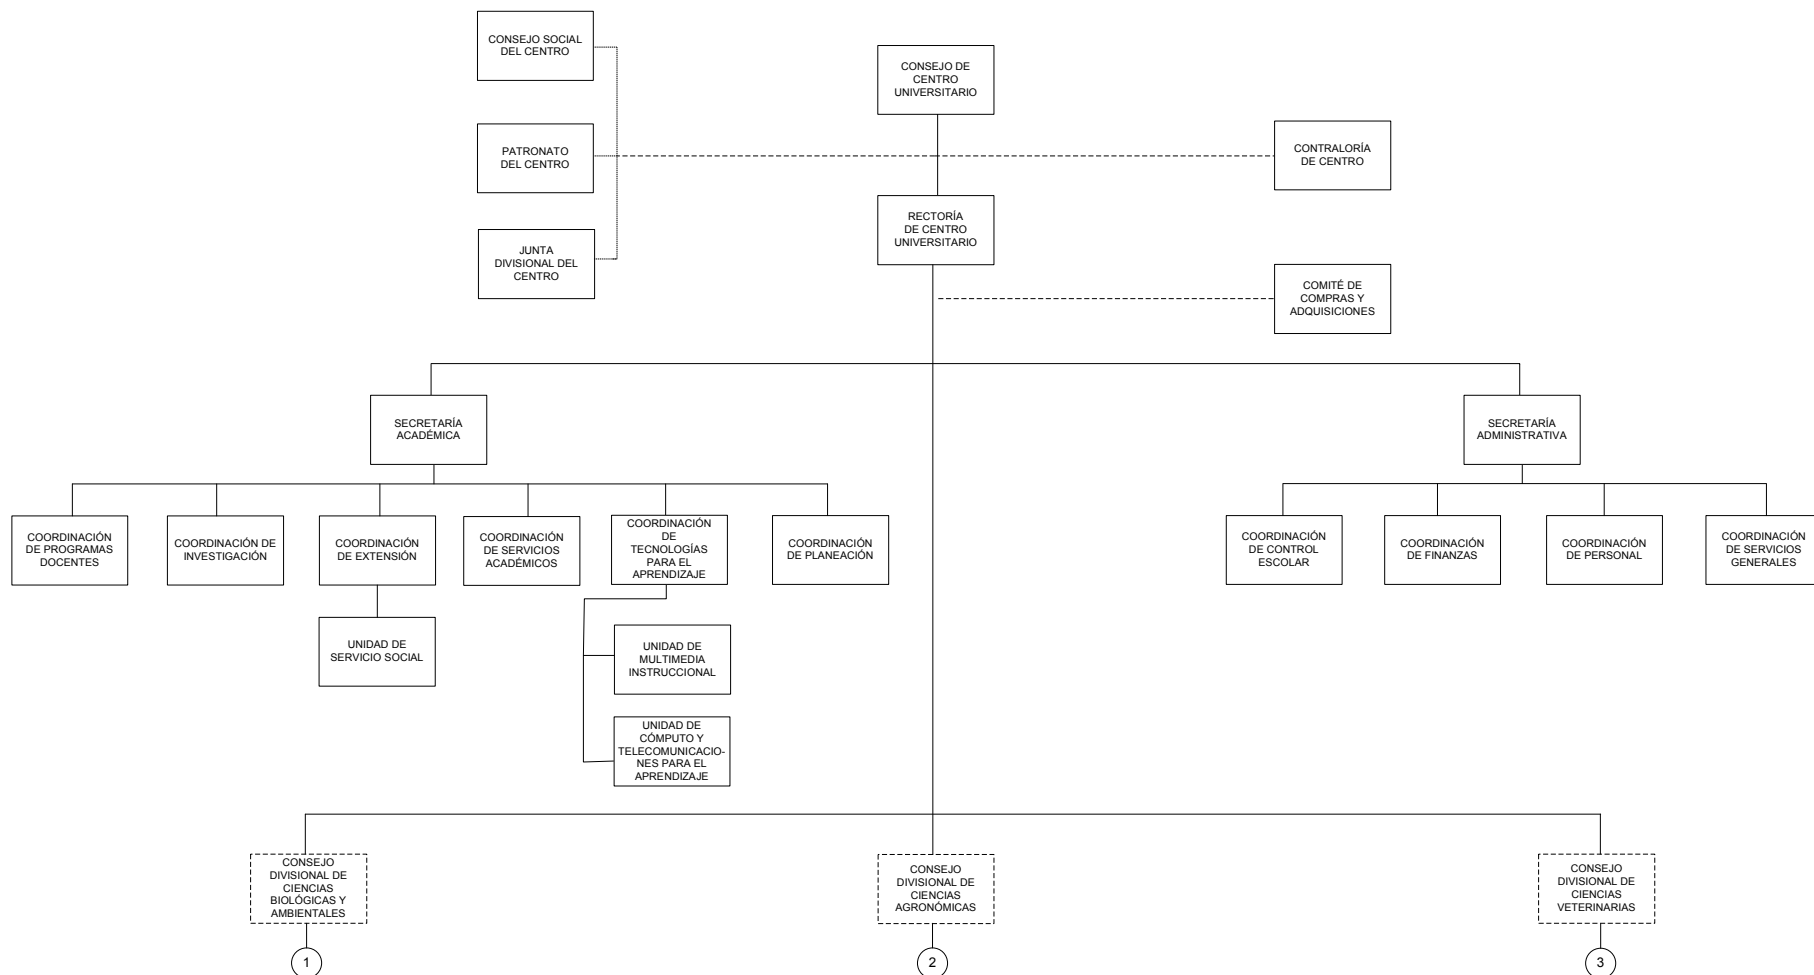 CONSEJO SOCIAL
DEL CENTRO
CONSEJO DE
CENTRO
UNIVERSITARIO
PATRONATO
DEL CENTRO
CONTRALORÍA
DE CENTRO
RECTORÍA
DE CENTRO
UNIVERSITARIO
JUNTA
DIVISIONAL DEL
CENTRO
COMITÉ DE
COMPRAS Y
ADQUISICIONES
SECRETARÍA
ACADÉMICA
SECRETARÍA
ADMINISTRATIVA
COORDINACIÓN
DE PROGRAMAS
DOCENTES
COORDINACIÓN DE
INVESTIGACIÓN
COORDINACIÓN
DE EXTENSIÓN
COORDINACIÓN
DE SERVICIOS
ACADÉMICOS
COORDINACIÓN
DE
TECNOLOGÍAS
PARA EL
APRENDIZAJE
COORDINACIÓN
DE PLANEACIÓN
COORDINACIÓN
DE CONTROL
ESCOLAR
COORDINACIÓN
DE FINANZAS
COORDINACIÓN
DE PERSONAL
COORDINACIÓN
DE SERVICIOS
GENERALES
UNIDAD DE
SERVICIO SOCIAL
UNIDAD DE
MULTIMEDIA
INSTRUCCIONAL
UNIDAD DE
CÓMPUTO Y
TELECOMUNICACIO-
NES PARA EL
APRENDIZAJE
CONSEJO
DIVISIONAL DE
CIENCIAS
BIOLÓGICAS Y
AMBIENTALES
CONSEJO
DIVISIONAL DE
CIENCIAS
AGRONÓMICAS
CONSEJO
DIVISIONAL DE
CIENCIAS
VETERINARIAS
1
2
3